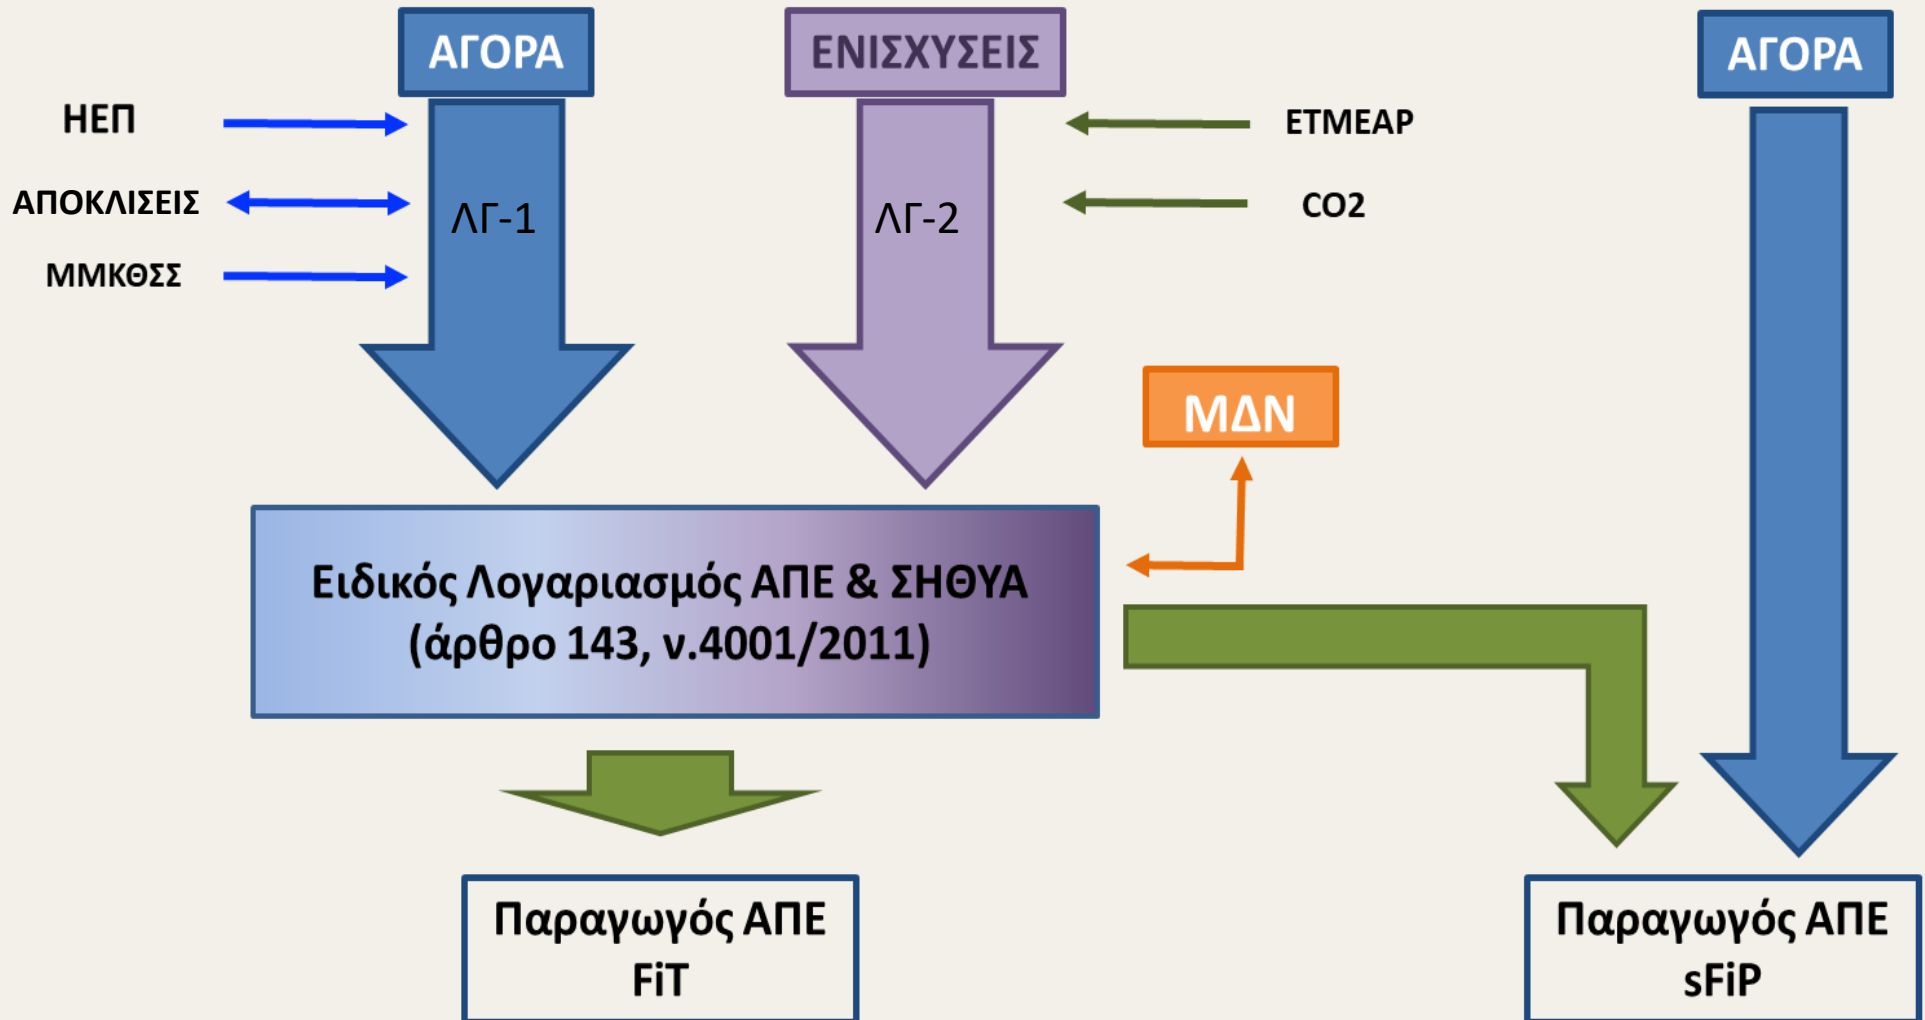 ΑΓΟΡΑ
ΕΝΙΣΧΥΣΕΙΣ
ΑΓΟΡΑ
ΗΕΠ
ΕΤΜΕΑΡ
ΑΠΟΚΛΙΣΕΙΣ
ΛΓ-1
ΛΓ-2
CO2
ΜΜΚΘΣΣ
ΜΔΝ
Ειδικός Λογαριασμός ΑΠΕ & ΣΗΘΥΑ
(άρθρο 143, ν.4001/2011)
Παραγωγός ΑΠΕ
FiT
Παραγωγός ΑΠΕ
sFiP